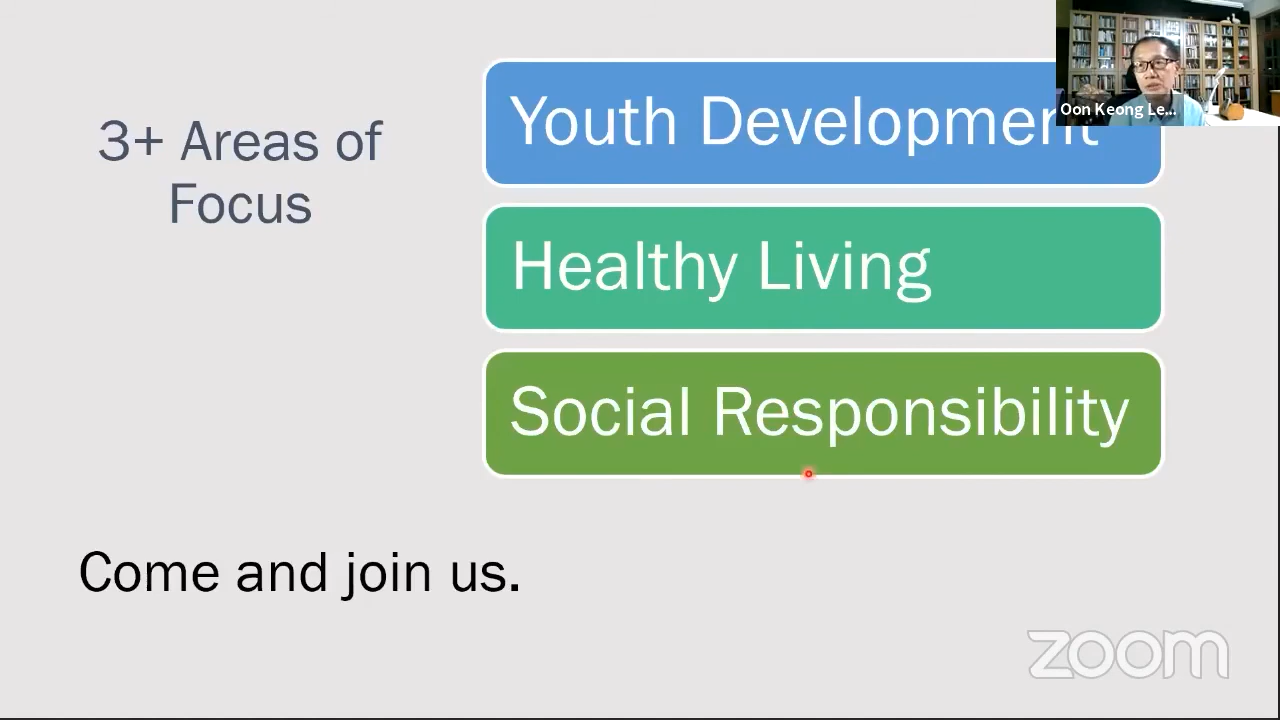 3+ Areas of
Focus
Youth Development
Healthy Living
Social Responsibility
Come and join us.
Oon Keong Le...
zoom